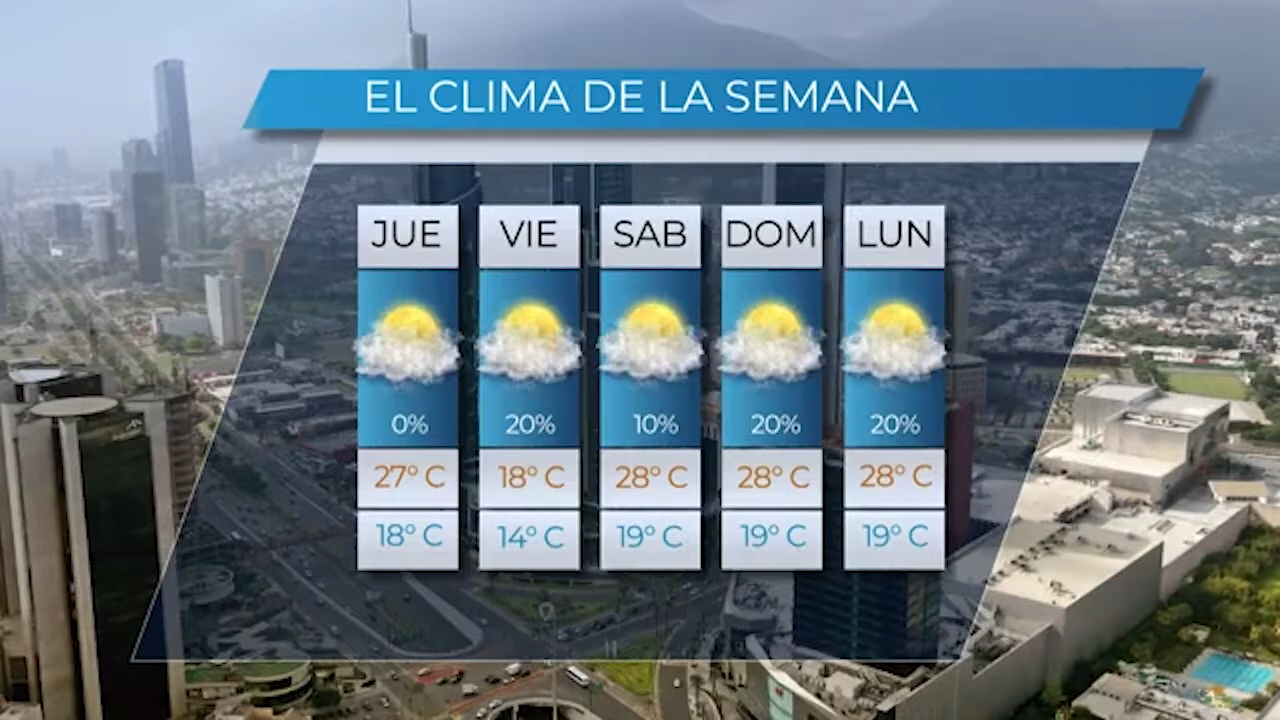 EL CLIMA DE LA SEMANA
JUE VIE SAB DOM LUN
0% 20% 10% 20% 20%
27° C 18° C 28° C 28° C 28° C
18° C 14° C 19° C 19° C 19° C